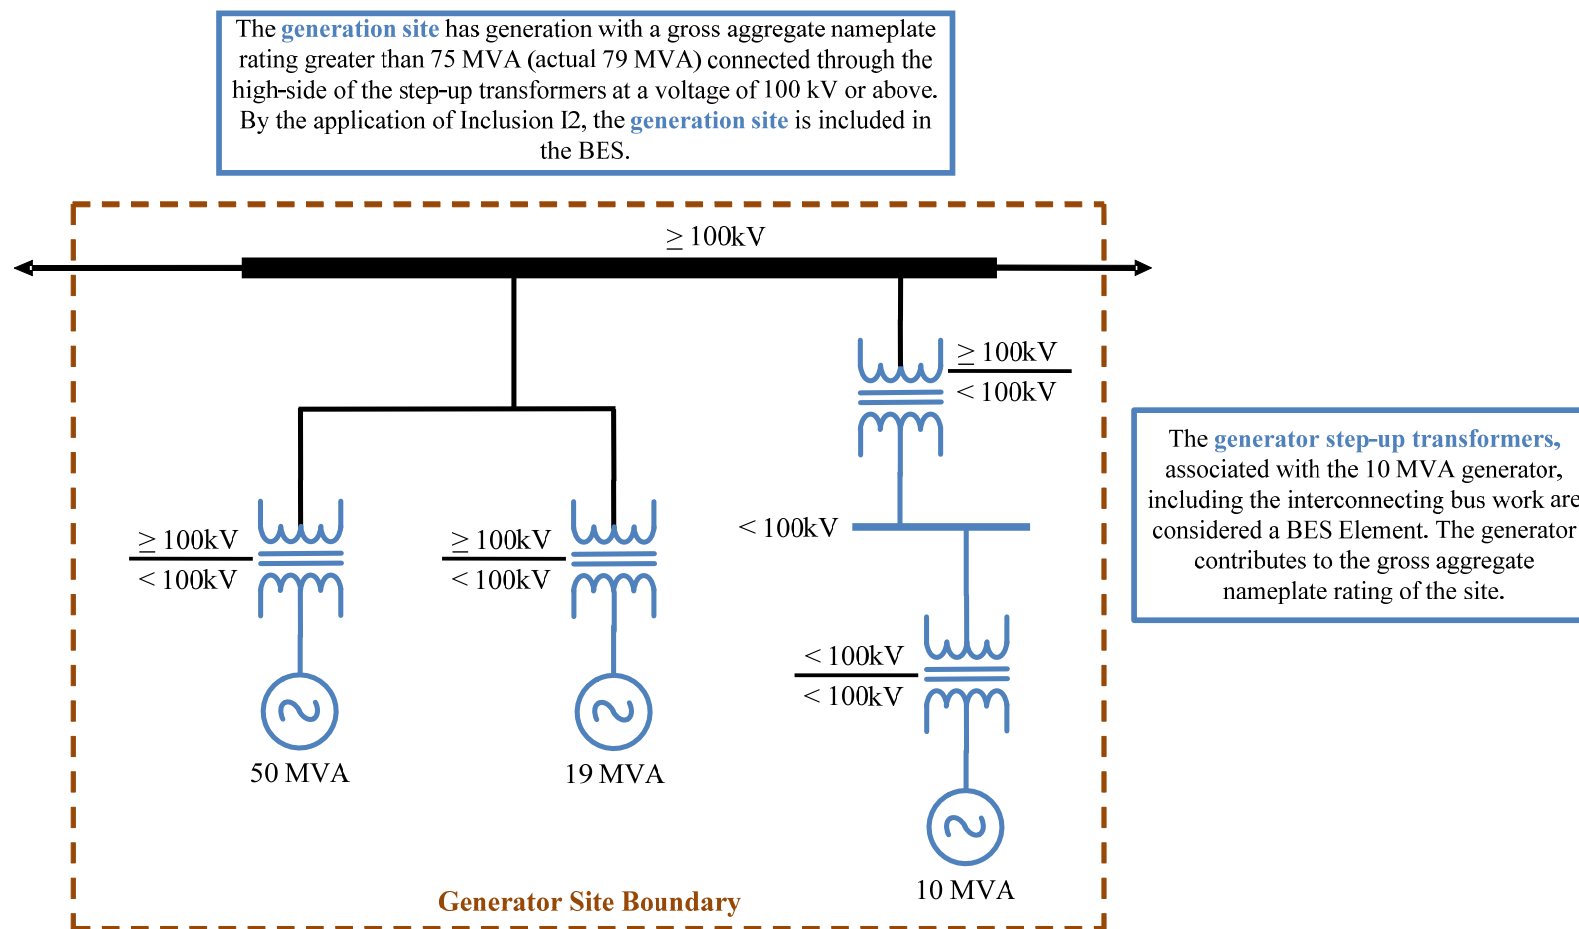 The generation site has generation with a gross aggregate nameplate
rating greater than 75 MVA (actual 79 MVA) connected through the
high-side of the step-up transformers at a voltage of 100 kV or above.
By the application of Inclusion I2, the generation site is included in
the BES.
≥ 100kV
≥ 100kV
< 100kV
The generator step-up transformers,
associated with the 10 MVA generator,
including the interconnecting bus work are
considered a BES Element. The generator
contributes to the gross aggregate
nameplate rating of the site.
< 100kV
≥ 100kV
< 100kV
≥ 100kV
< 100kV
< 100kV
< 100kV
50 MVA
19 MVA
10 MVA
Generator Site Boundary